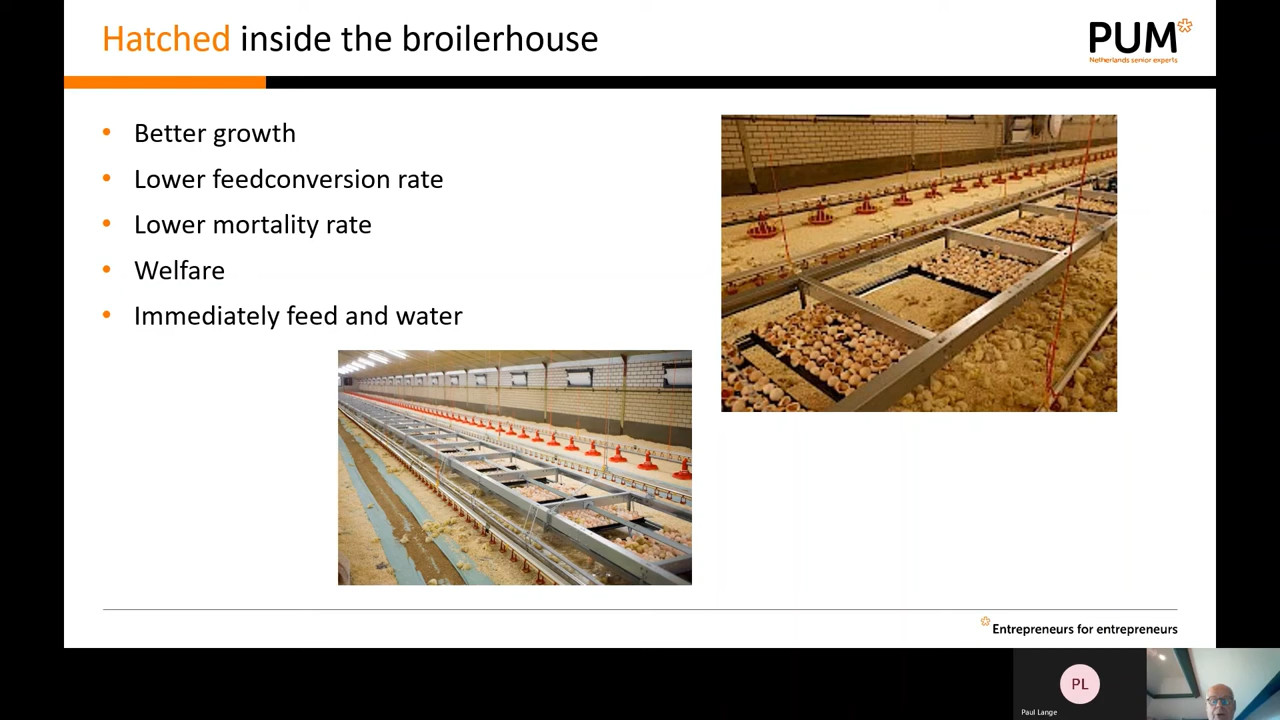 Hatched inside the broilerhouse
PUM
Netherlands senior experts
• Better growth
• Lower feedconversion rate
• Lower mortality rate
• Welfare
• Immediately feed and water
Entrepreneurs for entrepreneurs
PL
Paul Lange